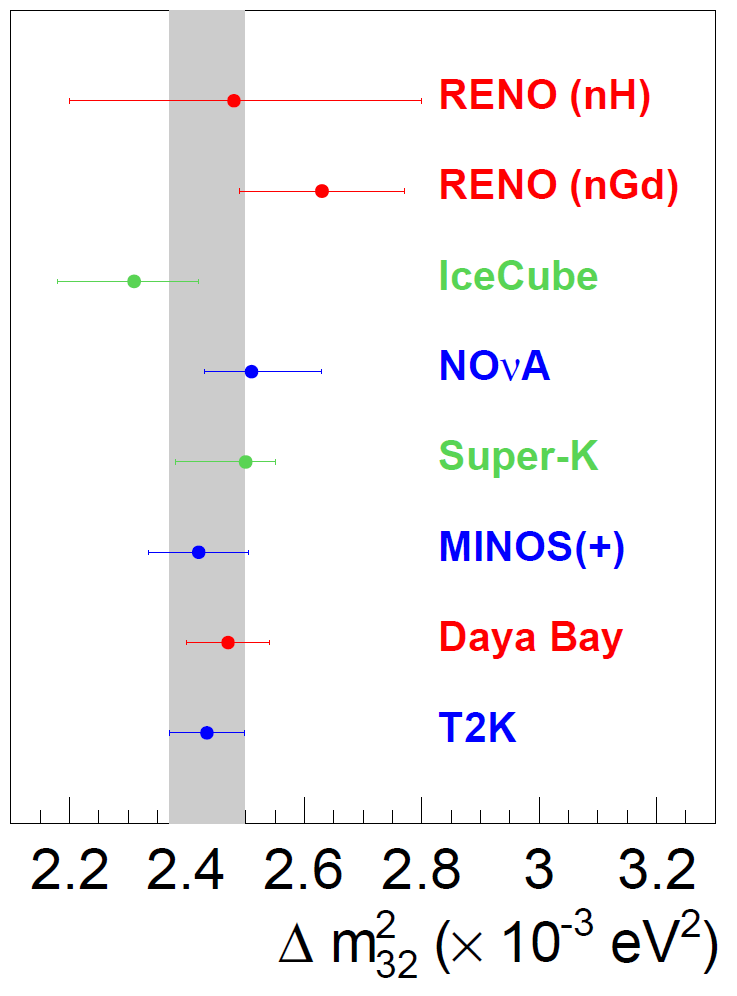 RENO (nH)
RENO (nGd)
IceCube
NOνA
Super-K
MINOS(+)
Daya Bay
T2K
2.2 2.4 2.6 2.8 3 3.2
Δ m²₃₂ (× 10⁻³ eV²)